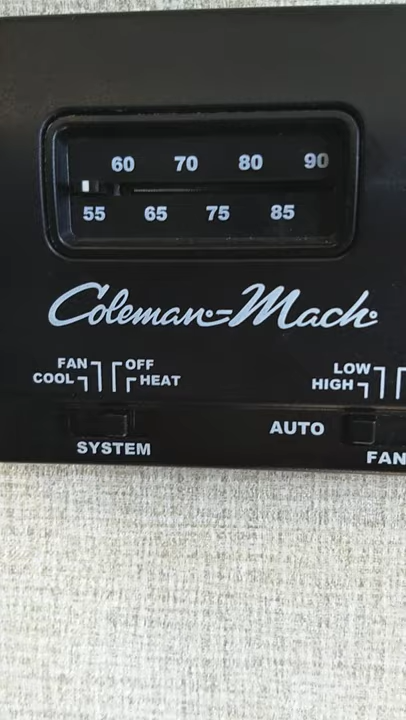 60 70 80 90
55 65 75 85
Coleman-Mach
FAN OFF LOW
COOL HEAT HIGH
AUTO
SYSTEM FAN